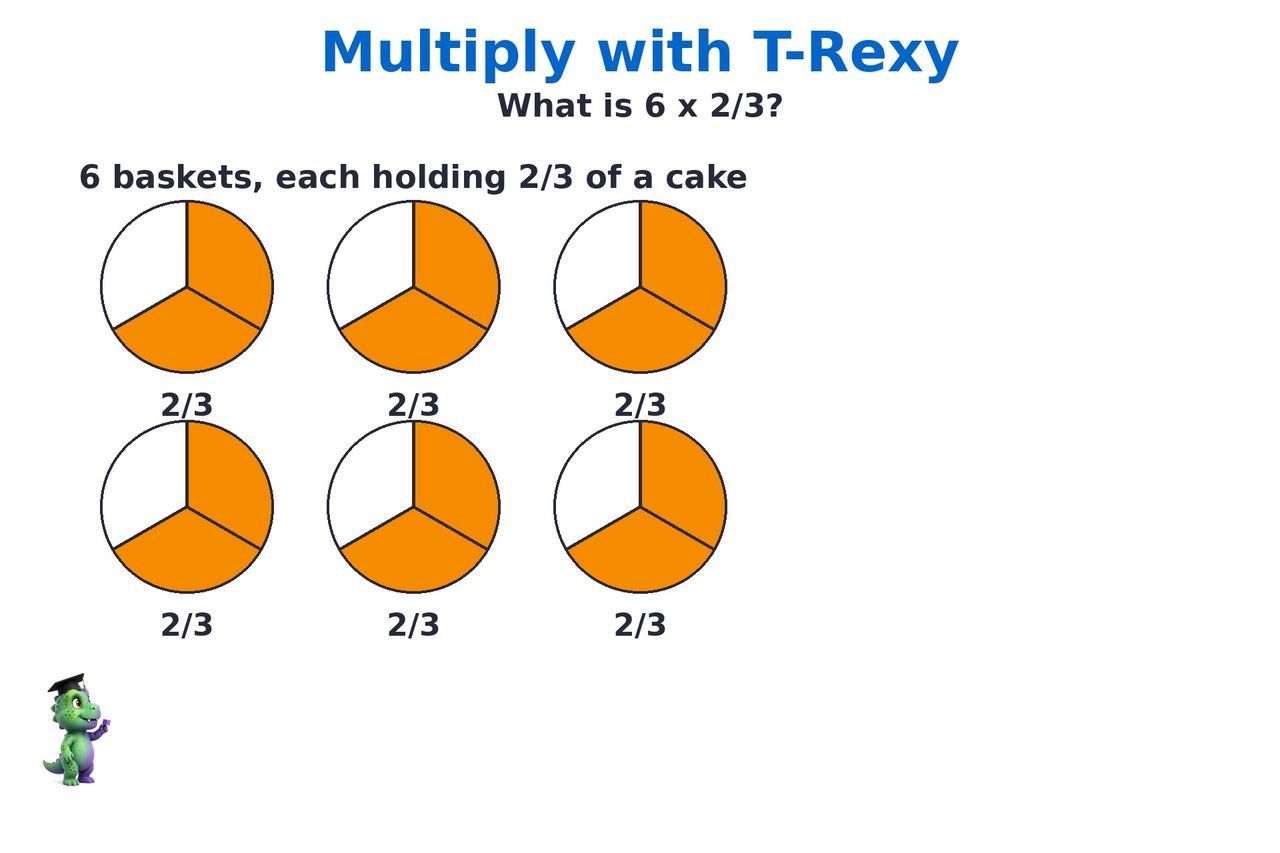 Multiply with T-Rexy
What is 6 x 2/3?
6 baskets, each holding 2/3 of a cake
2/3 2/3 2/3
2/3 2/3 2/3